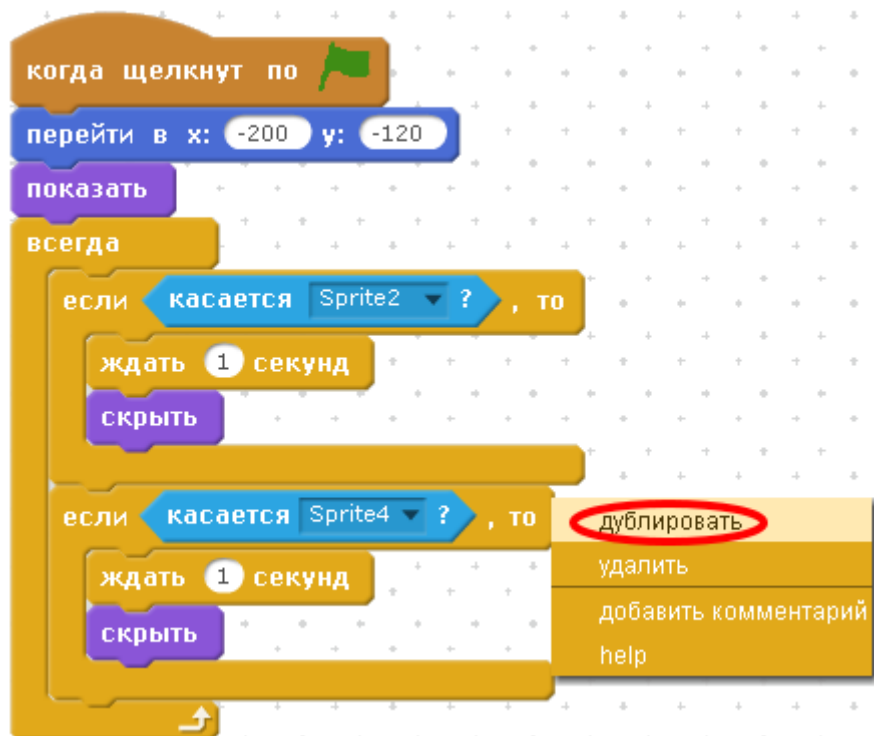 когда щелкнут по
перейти в x: -200 y: -120
показать
всегда
если касается Sprite2 ? , то
ждать 1 секунд
скрыть
если касается Sprite4 ? , то
ждать 1 секунд
скрыть
дублировать
удалить
добавить комментарий
help